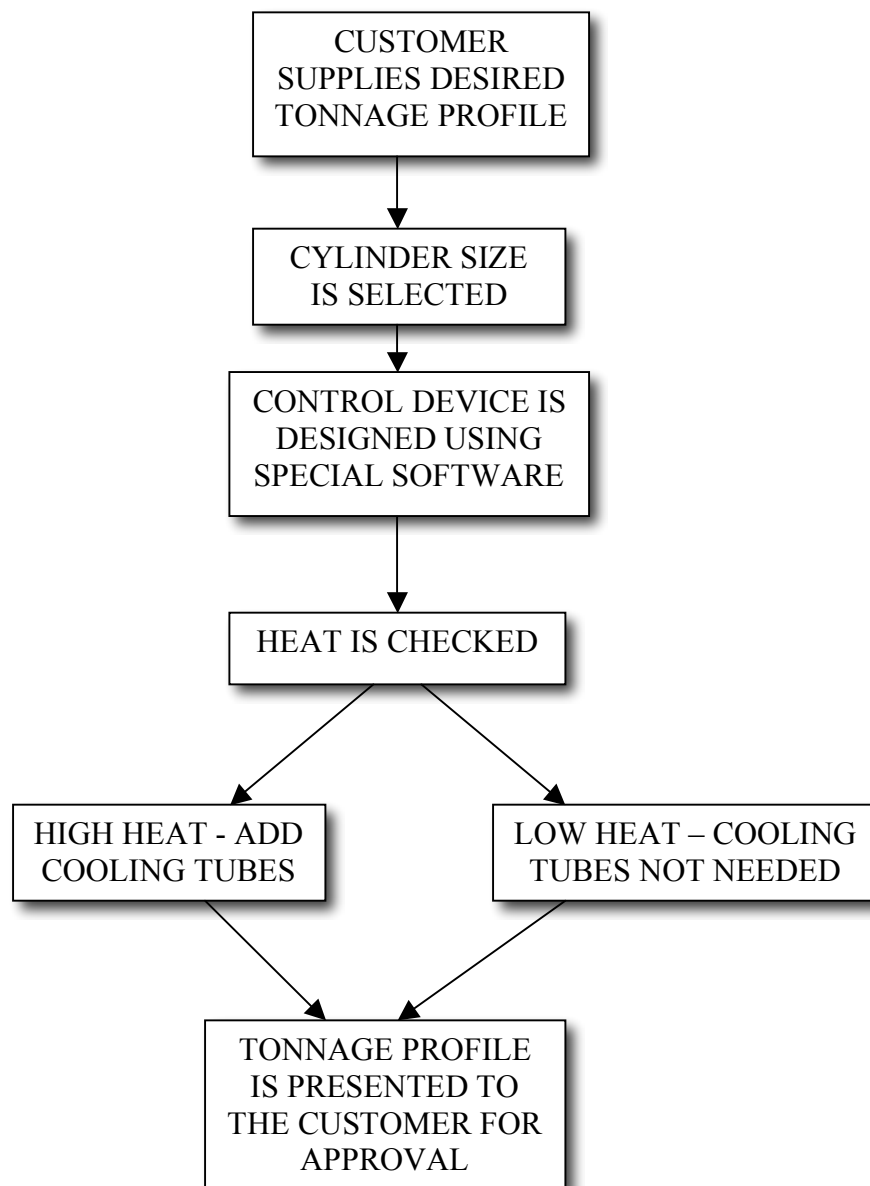 CUSTOMER
SUPPLIES DESIRED
TONNAGE PROFILE
CYLINDER SIZE
IS SELECTED
CONTROL DEVICE IS
DESIGNED USING
SPECIAL SOFTWARE
HEAT IS CHECKED
HIGH HEAT - ADD
COOLING TUBES
LOW HEAT – COOLING
TUBES NOT NEEDED
TONNAGE PROFILE
IS PRESENTED TO
THE CUSTOMER FOR
APPROVAL